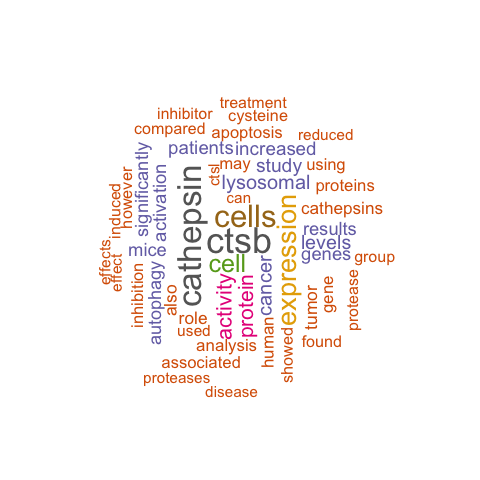 treatment
inhibitor
cysteine
compared
apoptosis
reduced
patients
increased
significantly
however
induced
activation
ctsl
may
study
using
lysosomal
proteins
can
cathepsin
cells
cathepsins
expression
ctsb
results
levels
mice
cell
genes
group
effects
effect
inhibition
autophagy
also
activity
protein
cancer
tumor
gene
protease
role
used
human
analysis
showed
found
associated
proteases
disease